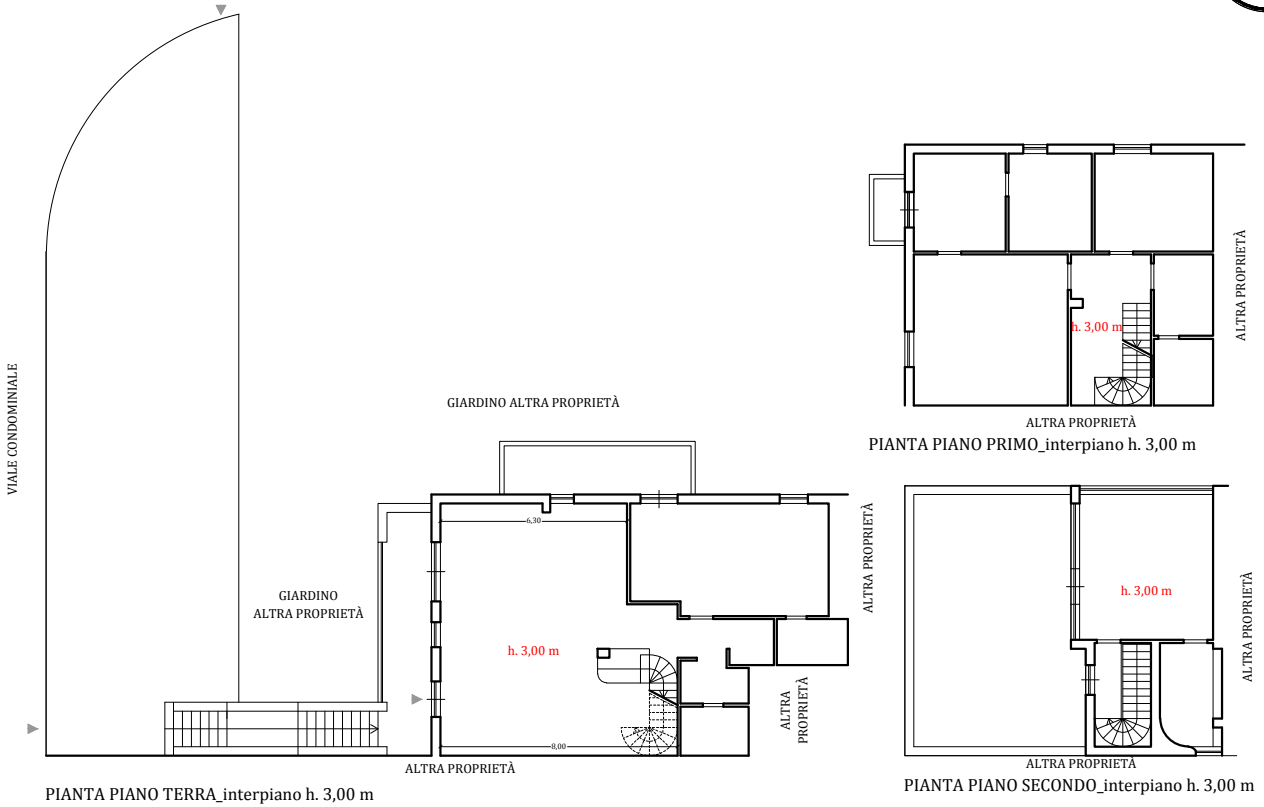 VIALE CONDOMINIALE
GIARDINO ALTRA PROPRIETÀ
GIARDINO
ALTRA PROPRIETÀ
6,30
h. 3,00 m
8,00
ALTRA PROPRIETÀ
ALTRA
PROPRIETÀ
ALTRA PROPRIETÀ
PIANTA PIANO TERRA_interpiano h. 3,00 m
h. 3,00 m
ALTRA PROPRIETÀ
ALTRA PROPRIETÀ
PIANTA PIANO PRIMO_interpiano h. 3,00 m
h. 3,00 m
ALTRA PROPRIETÀ
ALTRA PROPRIETÀ
PIANTA PIANO SECONDO_interpiano h. 3,00 m